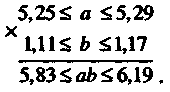 × 5,25 ≤ a ≤ 5,29
1,11 ≤ b ≤ 1,17
5,83 ≤ ab ≤ 6,19 .